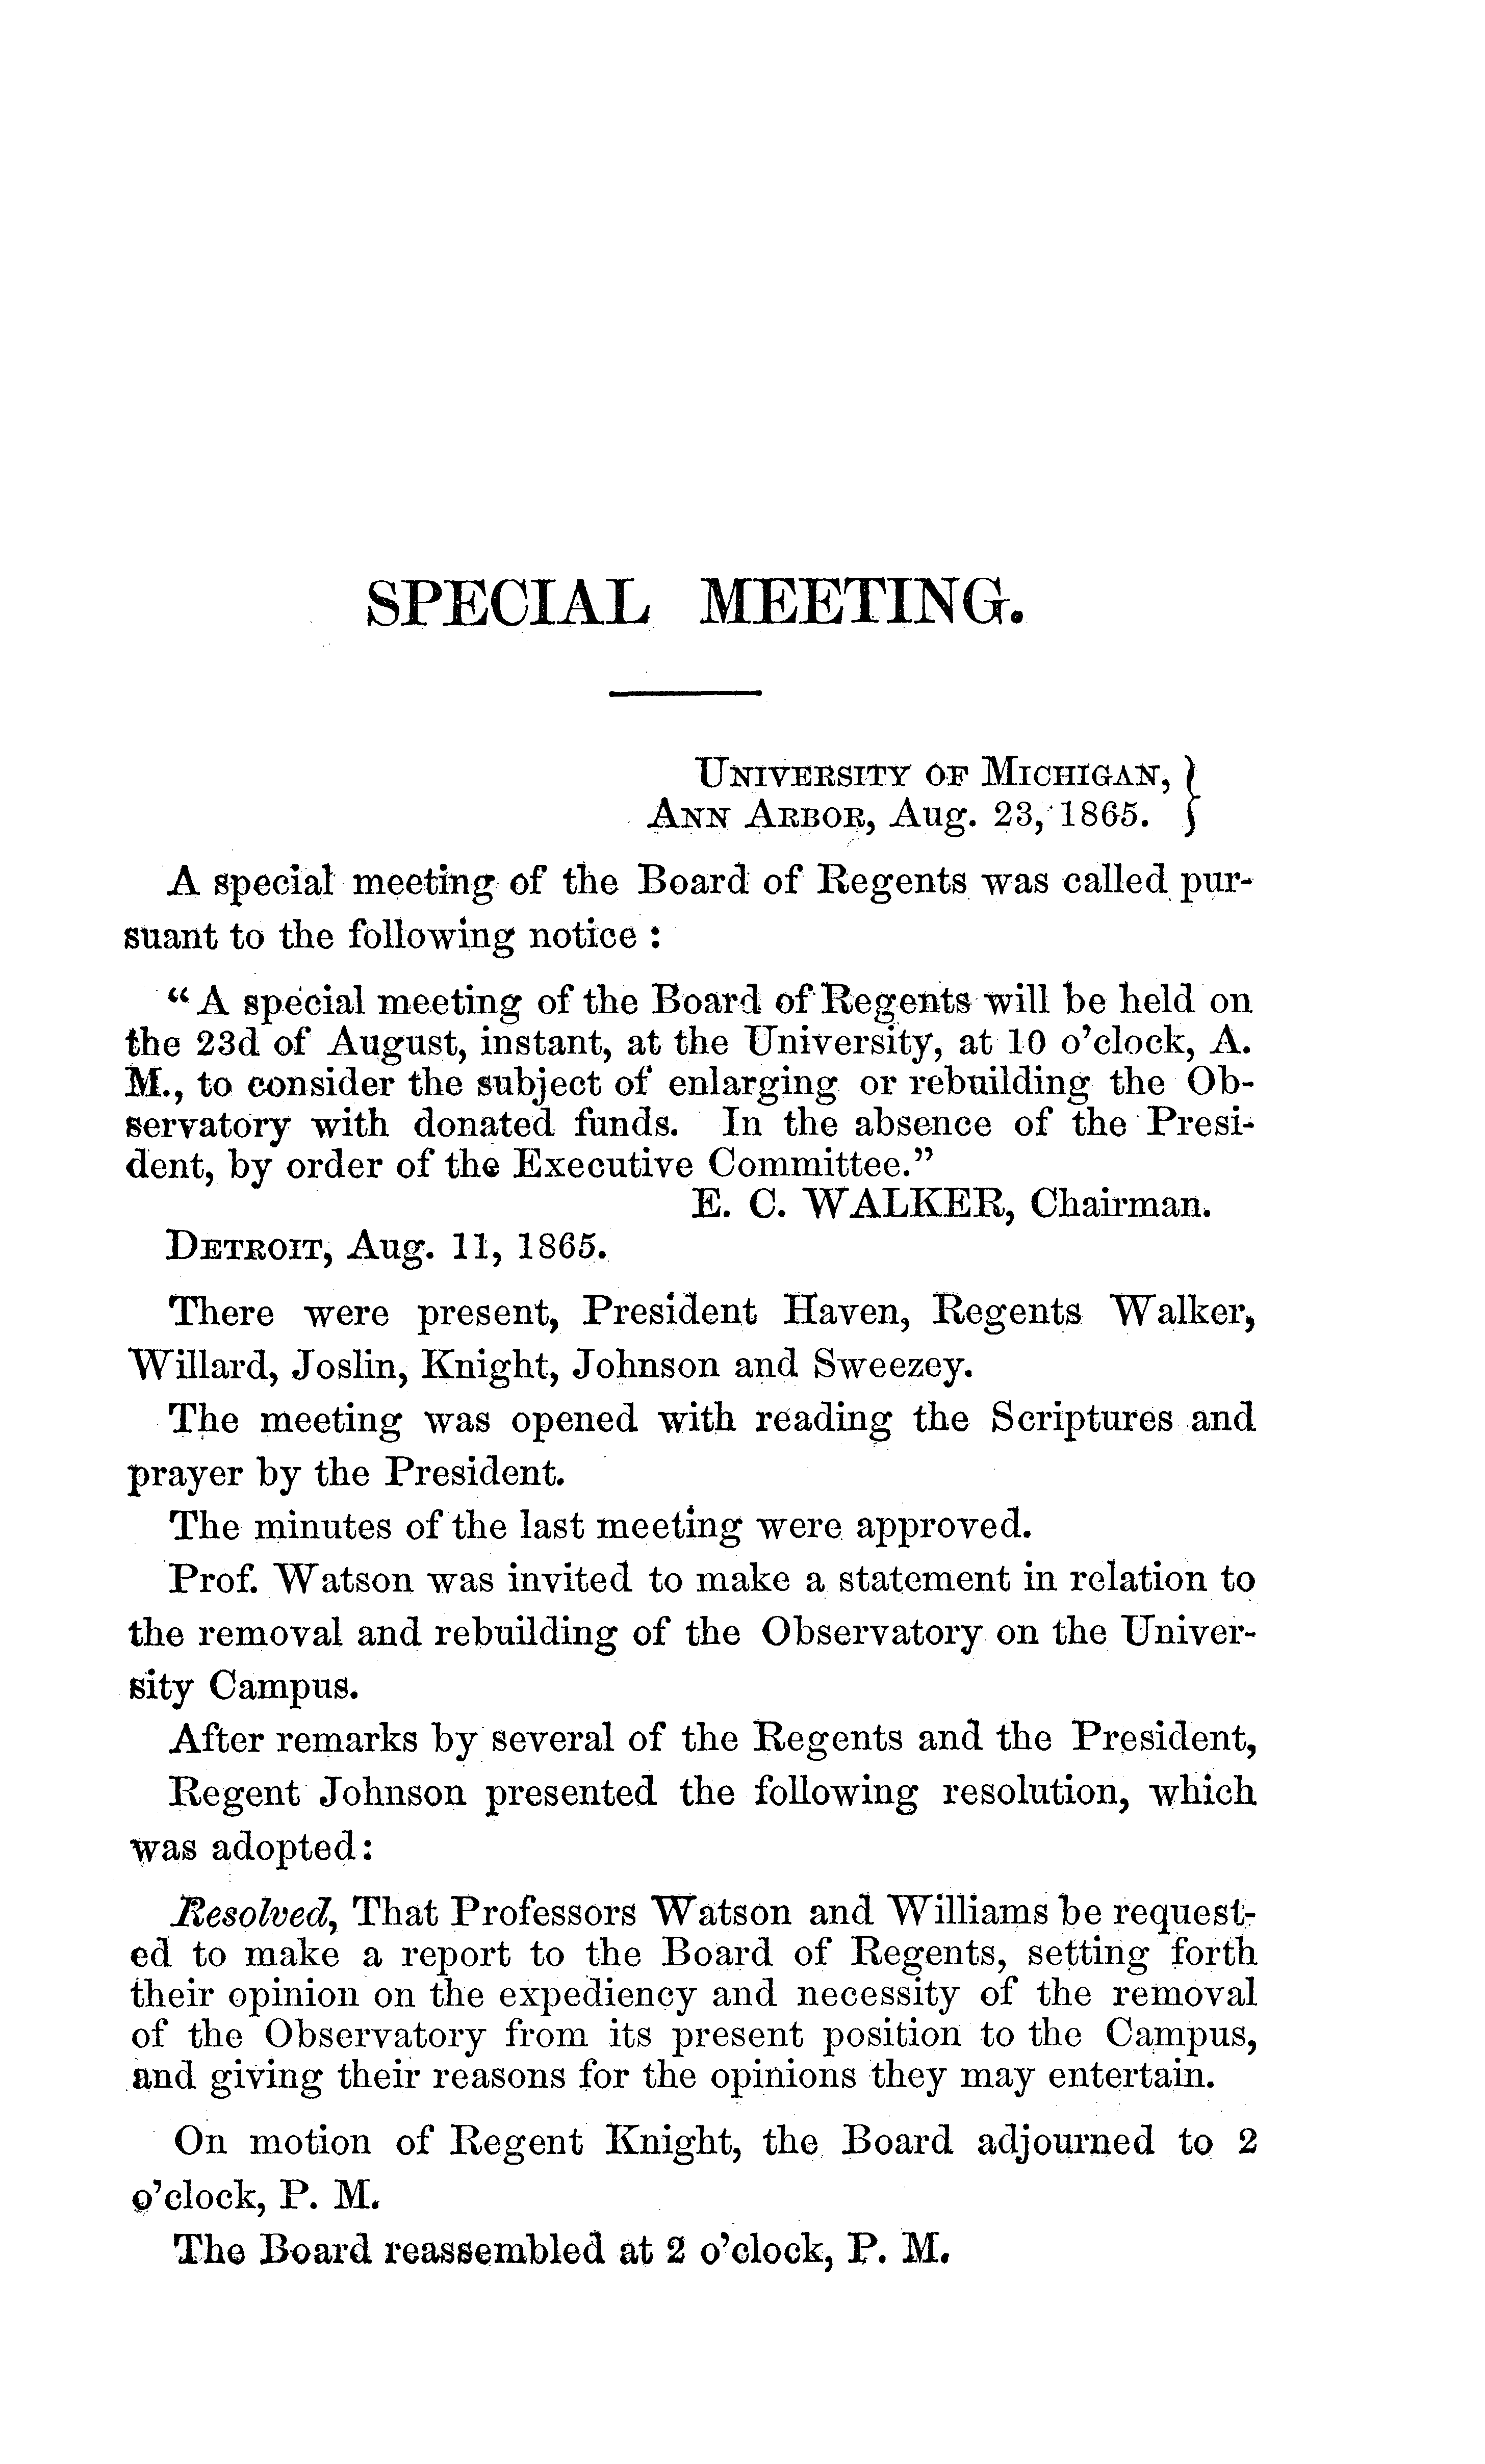 SPECIAL MEETING.
UNIVERSITY OF MICHIGAN, }
ANN ARBOR, Aug. 23, 1865. }
A special meeting of the Board of Regents was called pur-
suant to the following notice :
“A special meeting of the Board of Regents will be held on
the 23d of August, instant, at the University, at 10 o’clock, A.
M., to consider the subject of enlarging or rebuilding the Ob-
servatory with donated funds. In the absence of the Presi-
dent, by order of the Executive Committee.”
E. C. WALKER, Chairman.
DETROIT, Aug. 11, 1865.
There were present, President Haven, Regents Walker,
Willard, Joslin, Knight, Johnson and Sweezey.
The meeting was opened with reading the Scriptures and
prayer by the President.
The minutes of the last meeting were approved.
Prof. Watson was invited to make a statement in relation to
the removal and rebuilding of the Observatory on the Univer-
sity Campus.
After remarks by several of the Regents and the President,
Regent Johnson presented the following resolution, which
was adopted:
Resolved, That Professors Watson and Williams be request-
ed to make a report to the Board of Regents, setting forth
their opinion on the expediency and necessity of the removal
of the Observatory from its present position to the Campus,
and giving their reasons for the opinions they may entertain.
On motion of Regent Knight, the Board adjourned to 2
o’clock, P. M.
The Board reassembled at 2 o’clock, P. M.